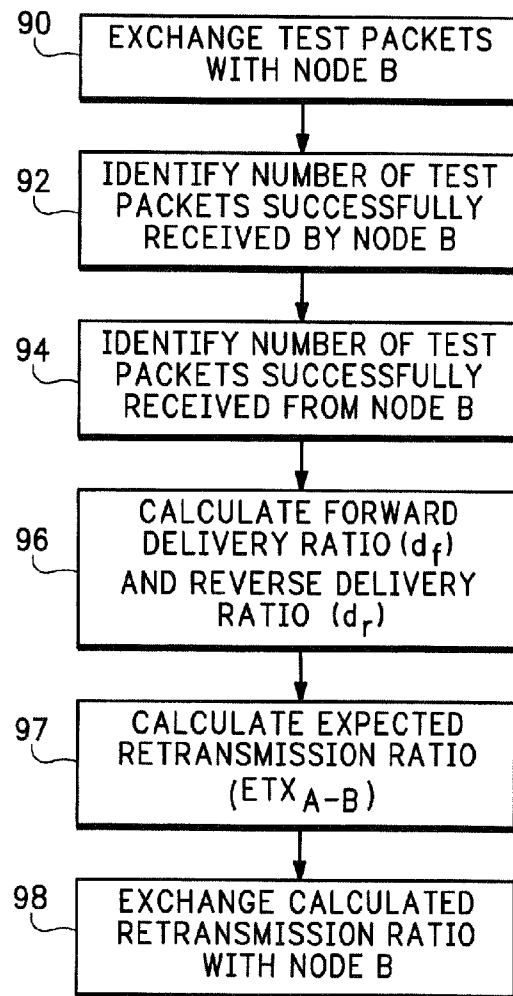 90
EXCHANGE TEST PACKETS
WITH NODE B
92
IDENTIFY NUMBER OF TEST
PACKETS SUCCESSFULLY
RECEIVED BY NODE B
94
IDENTIFY NUMBER OF TEST
PACKETS SUCCESSFULLY
RECEIVED FROM NODE B
96
CALCULATE FORWARD
DELIVERY RATIO (df)
AND REVERSE DELIVERY
RATIO (dr)
97
CALCULATE EXPECTED
RETRANSMISSION RATIO
(ETXA-B)
98
EXCHANGE CALCULATED
RETRANSMISSION RATIO
WITH NODE B